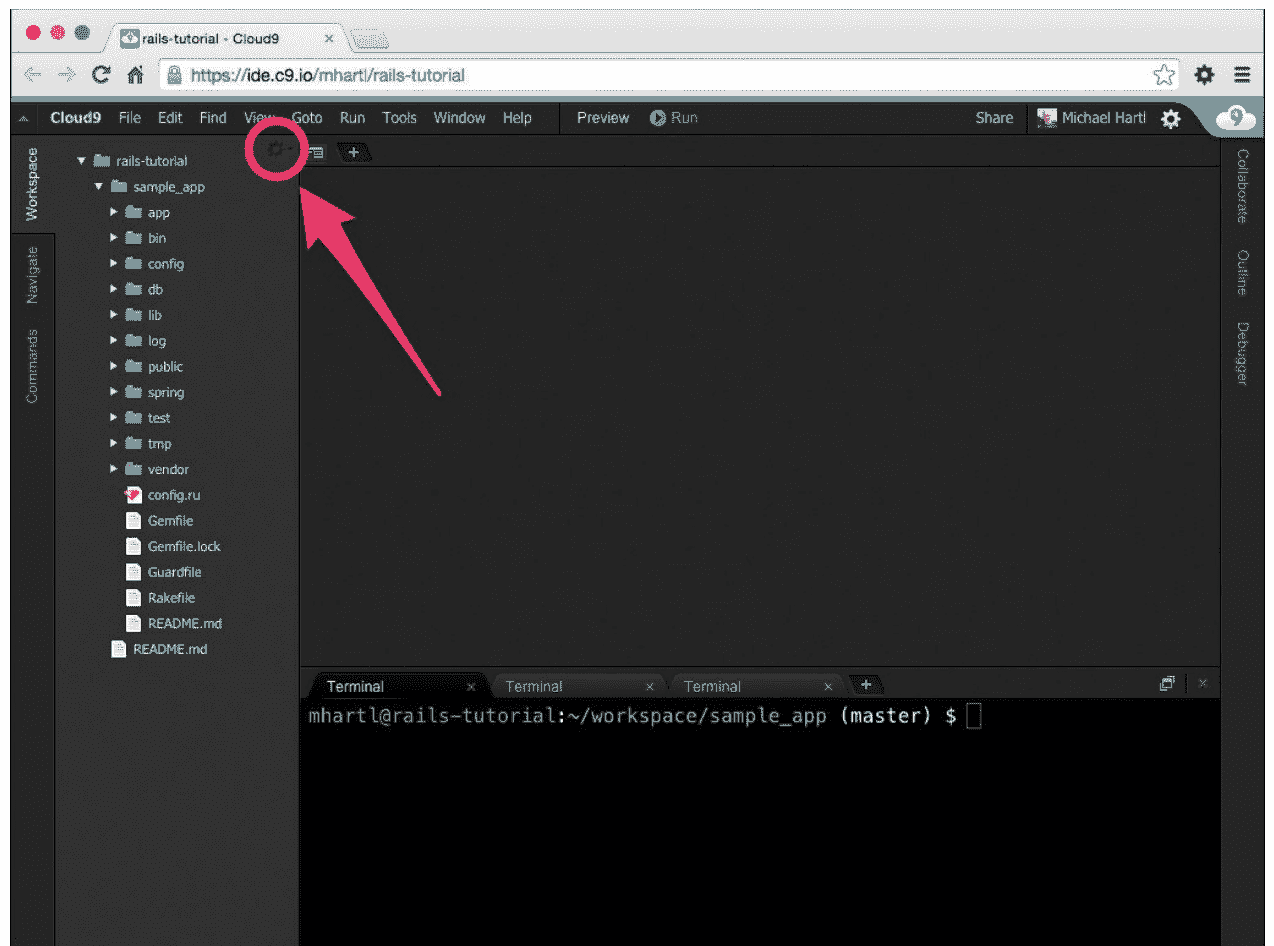 rails-tutorial - Cloud9
https://ide.c9.io/mhartl/rails-tutorial
Cloud9 File Edit Find View Goto Run Tools Window Help Preview Run Share Michael Hartl
Workspace
Navigate
Commands
rails-tutorial
sample_app
app
bin
config
db
lib
log
public
spring
test
tmp
vendor
config.ru
Gemfile
Gemfile.lock
Guardfile
Rakefile
README.md
README.md
Collaborate
Outline
Debugger
Terminal Terminal Terminal
mhartl@rails-tutorial:~/workspace/sample_app (master) $